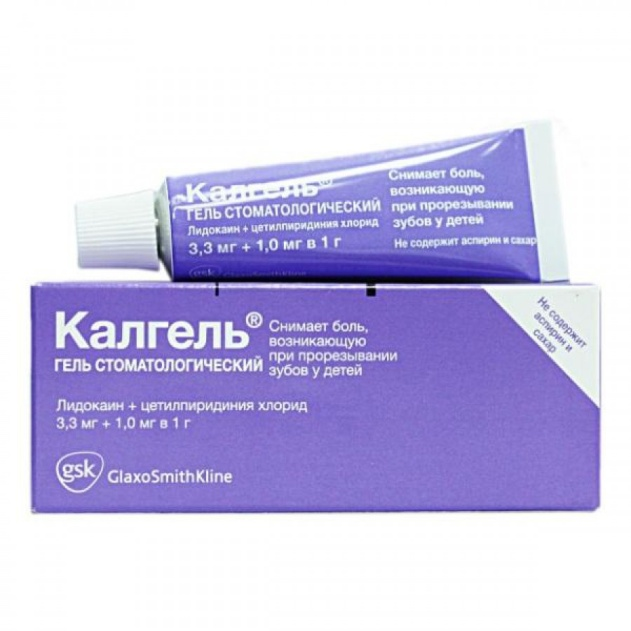 Калгель®
ГЕЛЬ СТОМАТОЛОГИЧЕСКИЙ
Лидокаин + цетилпиридиния хлорид
3,3 мг + 1,0 мг в 1 г
gsk GlaxoSmithKline
Снимает боль,
возникающую
при прорезывании
зубов у детей
Не содержит аспирин и сахар
Калгель®
ГЕЛЬ СТОМАТОЛОГИЧЕСКИЙ
Снимает боль,
возникающую
при прорезывании
зубов у детей
Лидокаин + цетилпиридиния хлорид
3,3 мг + 1,0 мг в 1 г
gsk GlaxoSmithKline
Не содержит
аспирин и
сахар